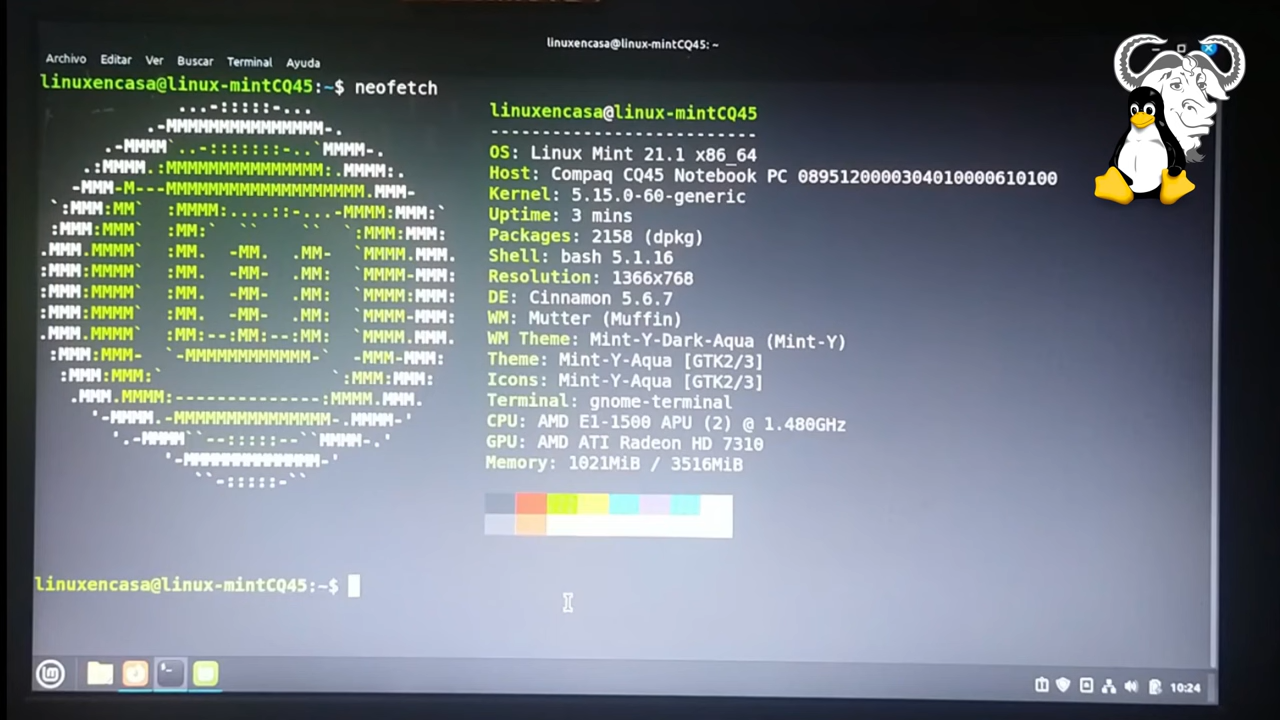 linuxencasa@linux-mintCQ45: ~
Archivo Editar Ver Buscar Terminal Ayuda
linuxencasa@linux-mintCQ45:~$ neofetch
linuxencasa@linux-mintCQ45
--------------------------
OS: Linux Mint 21.1 x86_64
Host: Compaq CQ45 Notebook PC 0895120000304010000610100
Kernel: 5.15.0-60-generic
Uptime: 3 mins
Packages: 2158 (dpkg)
Shell: bash 5.1.16
Resolution: 1366x768
DE: Cinnamon 5.6.7
WM: Mutter (Muffin)
WM Theme: Mint-Y-Dark-Aqua (Mint-Y)
Theme: Mint-Y-Aqua [GTK2/3]
Icons: Mint-Y-Aqua [GTK2/3]
Terminal: gnome-terminal
CPU: AMD E1-1500 APU (2) @ 1.480GHz
GPU: AMD ATI Radeon HD 7310
Memory: 1021MiB / 3516MiB
linuxencasa@linux-mintCQ45:~$
10:24